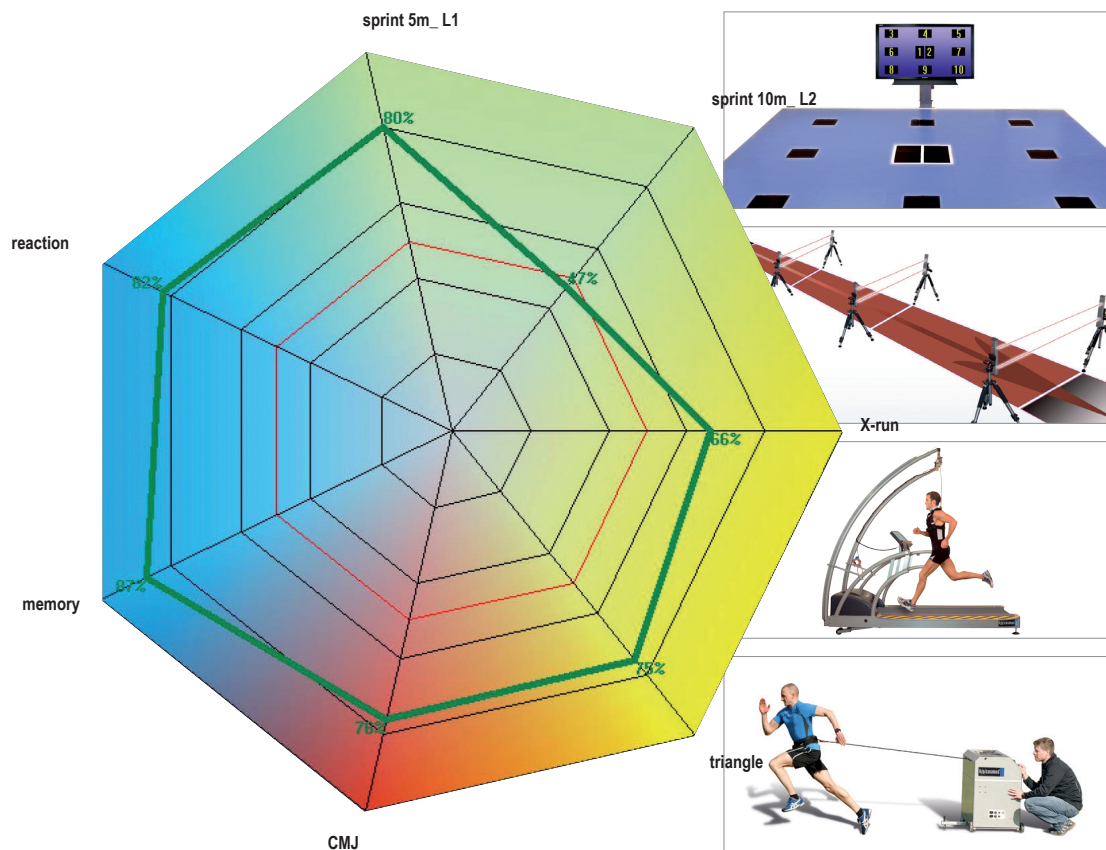 sprint 5m_ L1
3 4 5
6 1 2 7
8 9 10
sprint 10m_ L2
80%
reaction
82%
47%
X-run
66%
87%
memory
75%
76%
triangle
CMJ